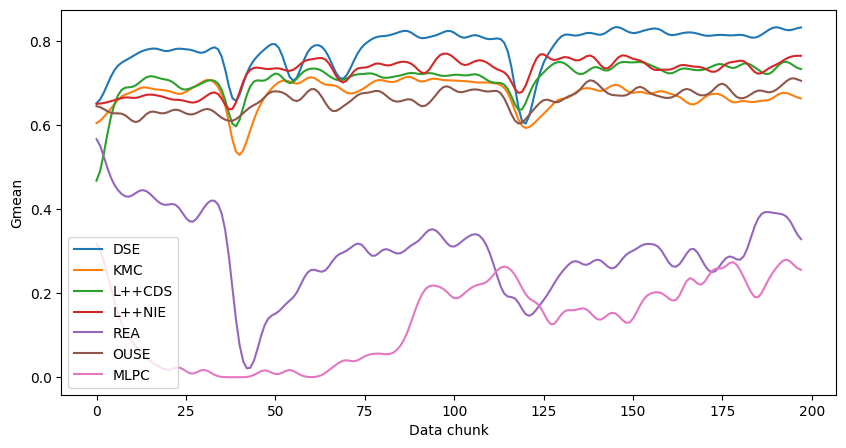 0.8
0.6
0.4
0.2
0.0
Gmean
DSE
KMC
L++CDS
L++NIE
REA
OUSE
MLPC
0 25 50 75 100 125 150 175 200
Data chunk